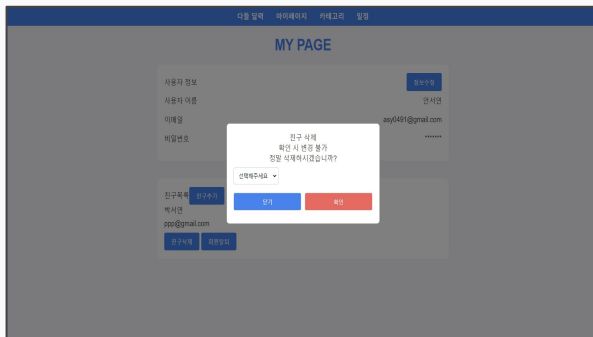 다를 달력 마이페이지 카테고리 일정
MY PAGE
사용자 정보 정보수정
사용자 이름 안서연
이메일 asy0491@gmail.com
비밀번호 *******
친구 삭제
확인 시 변경 불가
정말 삭제하시겠습니까?
선택해주세요
닫기 확인
친구목록 친구추가
박서연
ppp@gmail.com
친구삭제 회원탈퇴